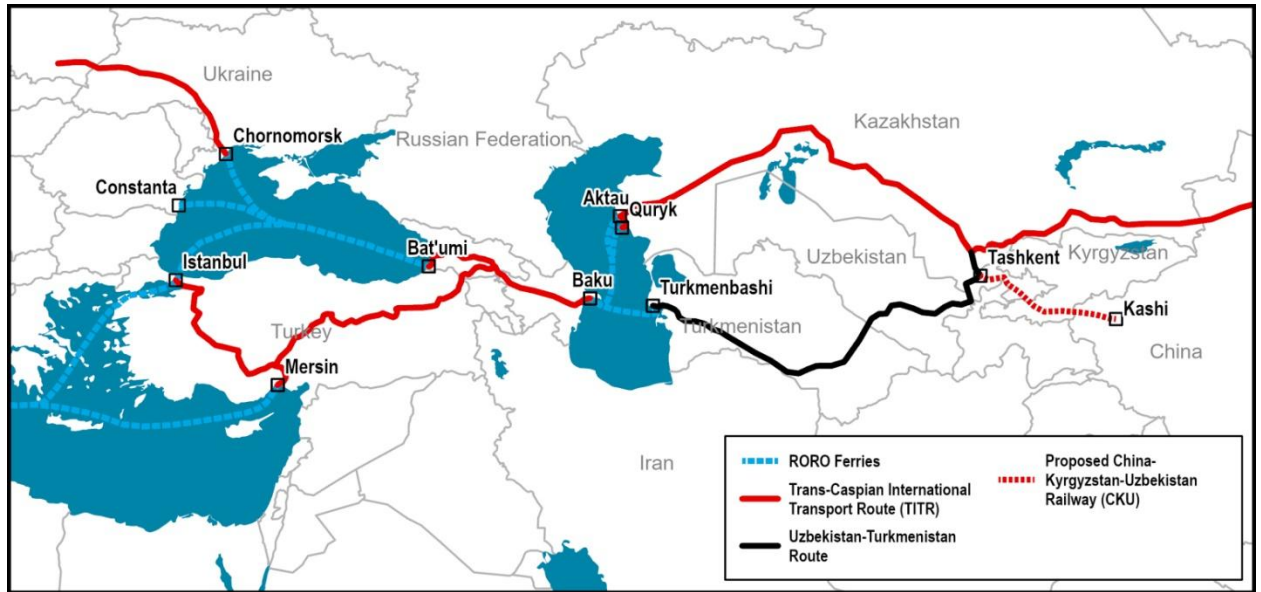 Ukraine
Chornomorsk
Russian Federation
Kazakhstan
Constanta
Aktau
Quryk
Istanbul
Bat'umi
Uzbekistan
Tashkent
Kyrgyzstan
Baku
Turkmenbashi
Kashi
Turkey
Turkmenistan
China
Mersin
Iran
RORO Ferries
Trans-Caspian International
Transport Route (TITR)
Uzbekistan-Turkmenistan
Route
Proposed China-
Kyrgyzstan-Uzbekistan
Railway (CKU)